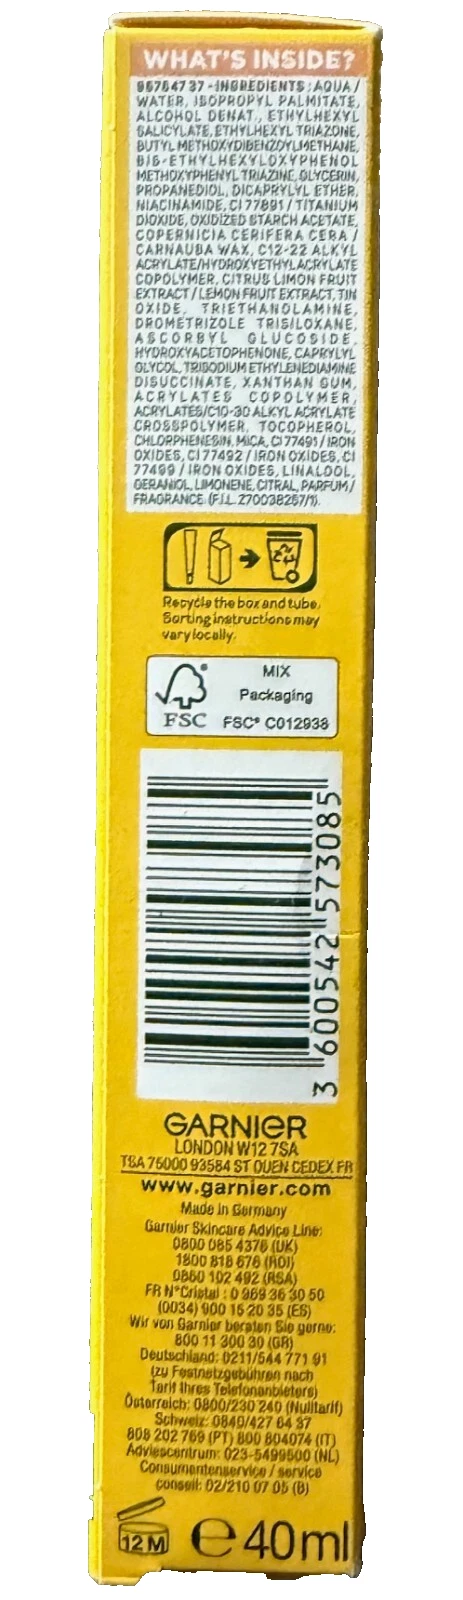 WHAT'S INSIDE?
95764737 - INGREDIENTS : AQUA /
WATER, ISOPROPYL PALMITATE,
ALCOHOL DENAT., ETHYLHEXYL
SALICYLATE, ETHYLHEXYL TRIAZONE,
BUTYL METHOXYDIBENZOYLMETHANE,
BIS-ETHYLHEXYLOXYPHENOL
METHOXYPHENYL TRIAZINE, GLYCERIN,
PROPANEDIOL, DICAPRYLYL ETHER,
NIACINAMIDE, CI 77891 / TITANIUM
DIOXIDE, OXIDIZED STARCH ACETATE,
COPERNICIA CERIFERA CERA /
CARNAUBA WAX, C12-22 ALKYL
ACRYLATE/HYDROXYETHYLACRYLATE
COPOLYMER, CITRUS LIMON FRUIT
EXTRACT / LEMON FRUIT EXTRACT, TIN
OXIDE, TRIETHANOLAMINE,
DROMETRIZOLE TRISILOXANE,
ASCORBYL GLUCOSIDE,
HYDROXYACETOPHENONE, CAPRYLYL
GLYCOL, TRISODIUM ETHYLENEDIAMINE
DISUCCINATE, XANTHAN GUM,
ACRYLATES COPOLYMER,
ACRYLATES/C10-30 ALKYL ACRYLATE
CROSSPOLYMER, TOCOPHEROL,
CHLORPHENESIN, MICA, CI 77491 / IRON
OXIDES, CI 77492 / IRON OXIDES, CI
77499 / IRON OXIDES, LINALOOL,
GERANIOL, LIMONENE, CITRAL, PARFUM /
FRAGRANCE. (F.I.L. Z70038267/1).
Recycle the box and tube.
Sorting instructions may
vary locally.
FSC®
MIX
Packaging
FSC® C012938
3 600542 573085
GARNIER
LONDON W12 7SA
TSA 75000 93584 ST OUEN CEDEX FR
www.garnier.com
Made in Germany
Garnier Skincare Advice Line:
0800 085 4376 (UK)
1800 818 676 (ROI)
0860 102 492 (RSA)
FR N°Cristal : 0 969 36 30 50
(0034) 900 15 20 35 (ES)
Wir von Garnier beraten Sie gerne:
800 11 300 30 (GR)
Deutschland: 0211/544 771 91
(zu Festnetzgebühren nach
Tarif Ihres Telefonanbieters)
Österreich: 0800/230 240 (Nulltarif)
Schweiz: 0840/427 64 37
808 202 769 (PT) 800 804074 (IT)
Adviescentrum: 023-5499500 (NL)
Consumentenservice / service
conseil: 02/210 07 05 (B)
12 M
e 40ml